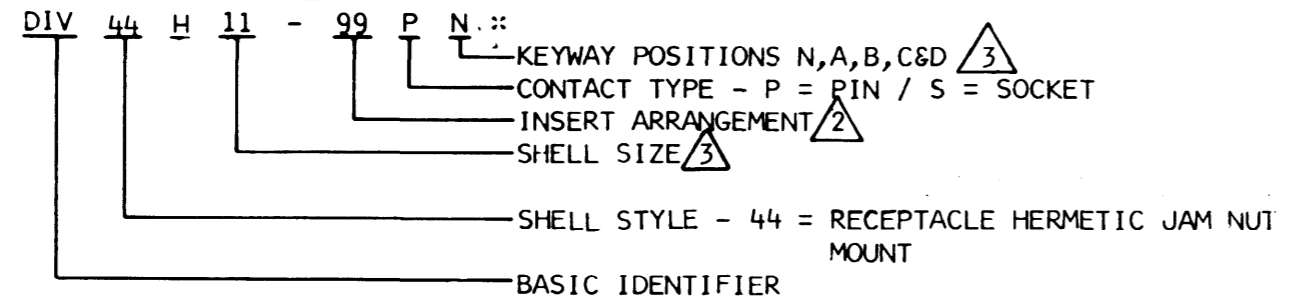 DIV 44 H 11 - 99 P N
KEYWAY POSITIONS N,A,B,C&D 3
CONTACT TYPE - P = PIN / S = SOCKET
INSERT ARRANGEMENT 2
SHELL SIZE 3
SHELL STYLE - 44 = RECEPTACLE HERMETIC JAM NUT
MOUNT
BASIC IDENTIFIER